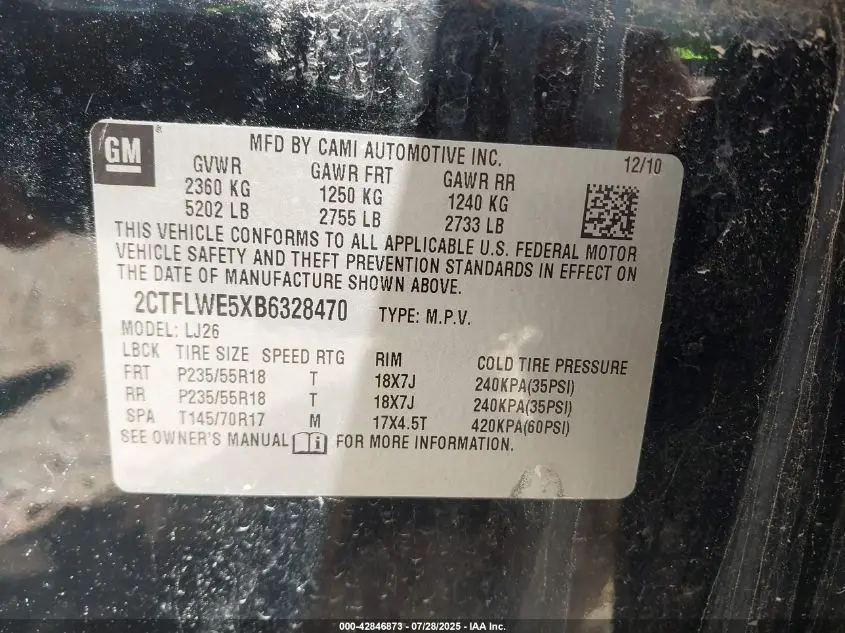 GM®
MFD BY CAMI AUTOMOTIVE INC. 12/10
GVWR GAWR FRT GAWR RR
2360 KG 1250 KG 1240 KG
5202 LB 2755 LB 2733 LB
THIS VEHICLE CONFORMS TO ALL APPLICABLE U.S. FEDERAL MOTOR
VEHICLE SAFETY AND THEFT PREVENTION STANDARDS IN EFFECT ON
THE DATE OF MANUFACTURE SHOWN ABOVE.
2CTFLWE5XB6328470 TYPE: M.P.V.
MODEL: LJ26
LBCK TIRE SIZE SPEED RTG RIM COLD TIRE PRESSURE
FRT P235/55R18 T 18X7J 240KPA(35PSI)
RR P235/55R18 T 18X7J 240KPA(35PSI)
SPA T145/70R17 M 17X4.5T 420KPA(60PSI)
SEE OWNER'S MANUAL FOR MORE INFORMATION.
000-42846873 - 07/28/2025 - IAA Inc.